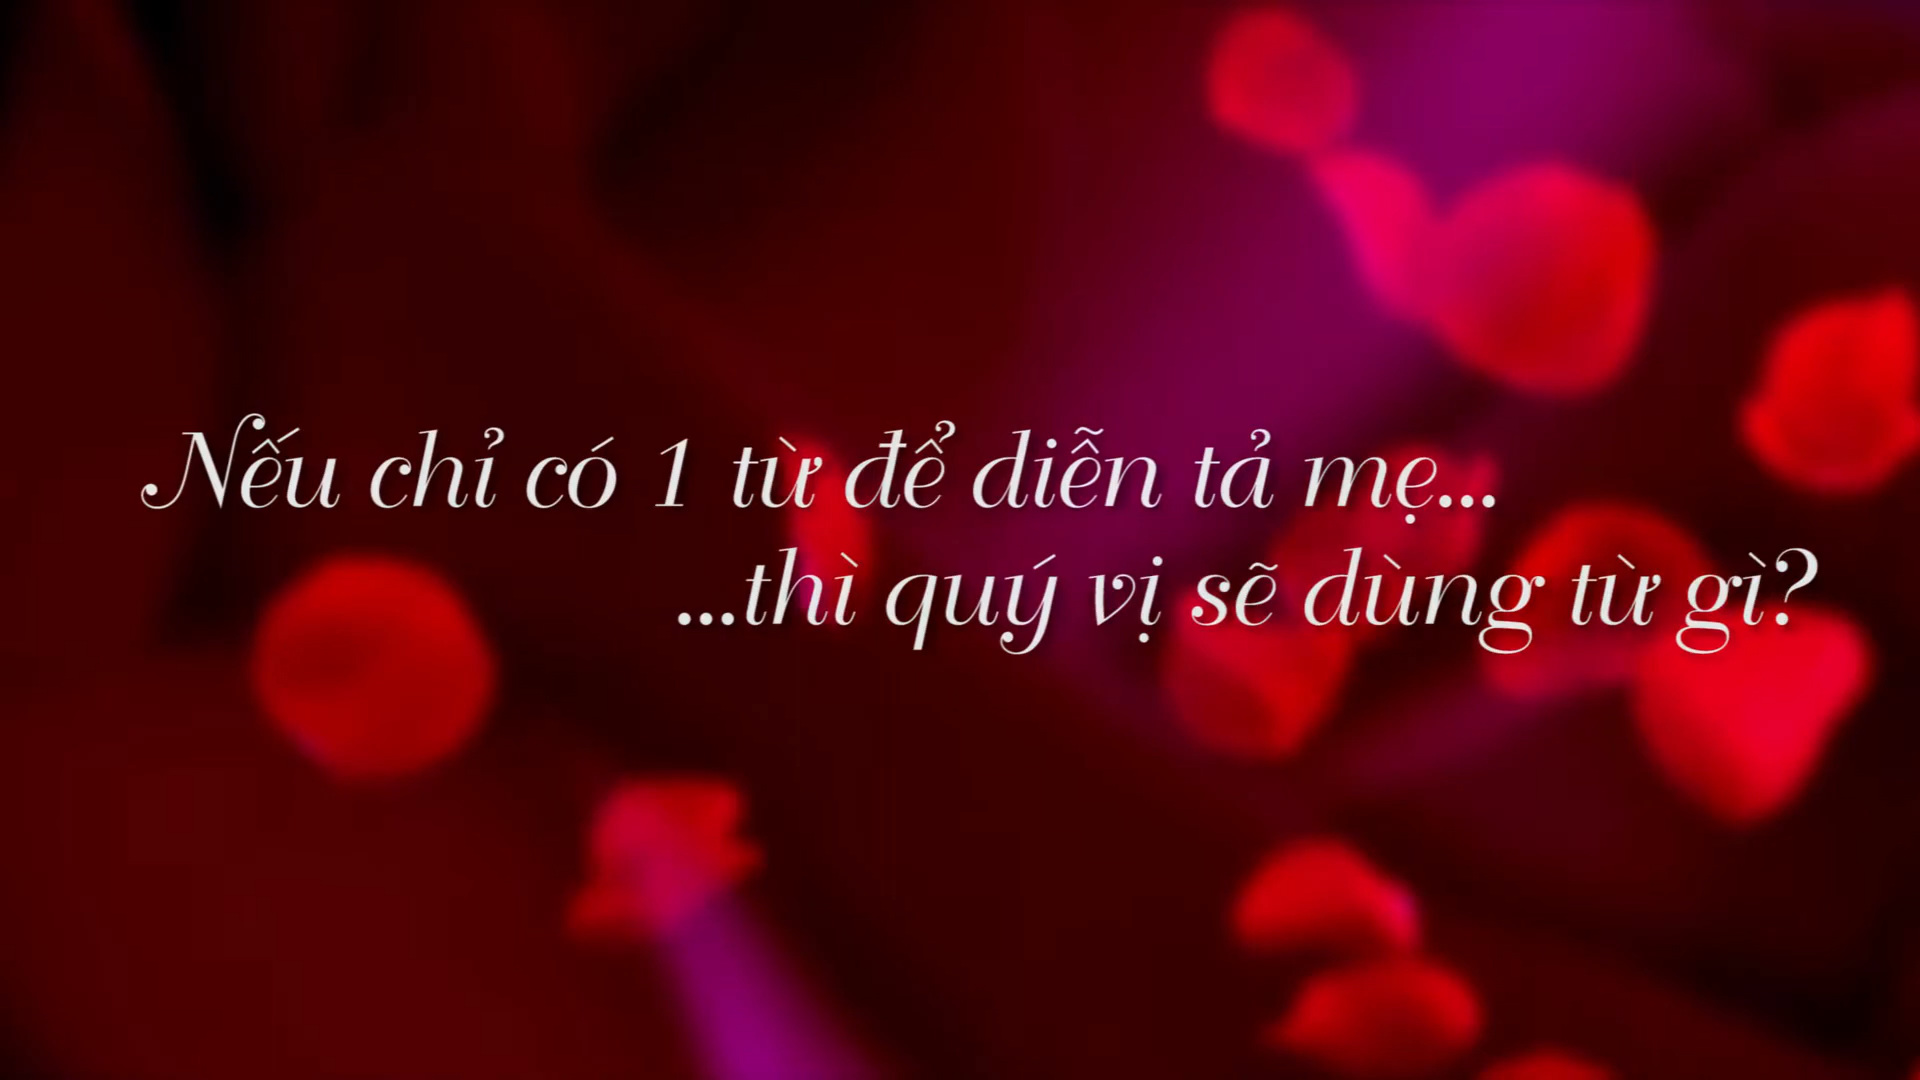 Nếu chỉ có 1 từ để diễn tả mẹ...
...thì quý vị sẽ dùng từ gì?